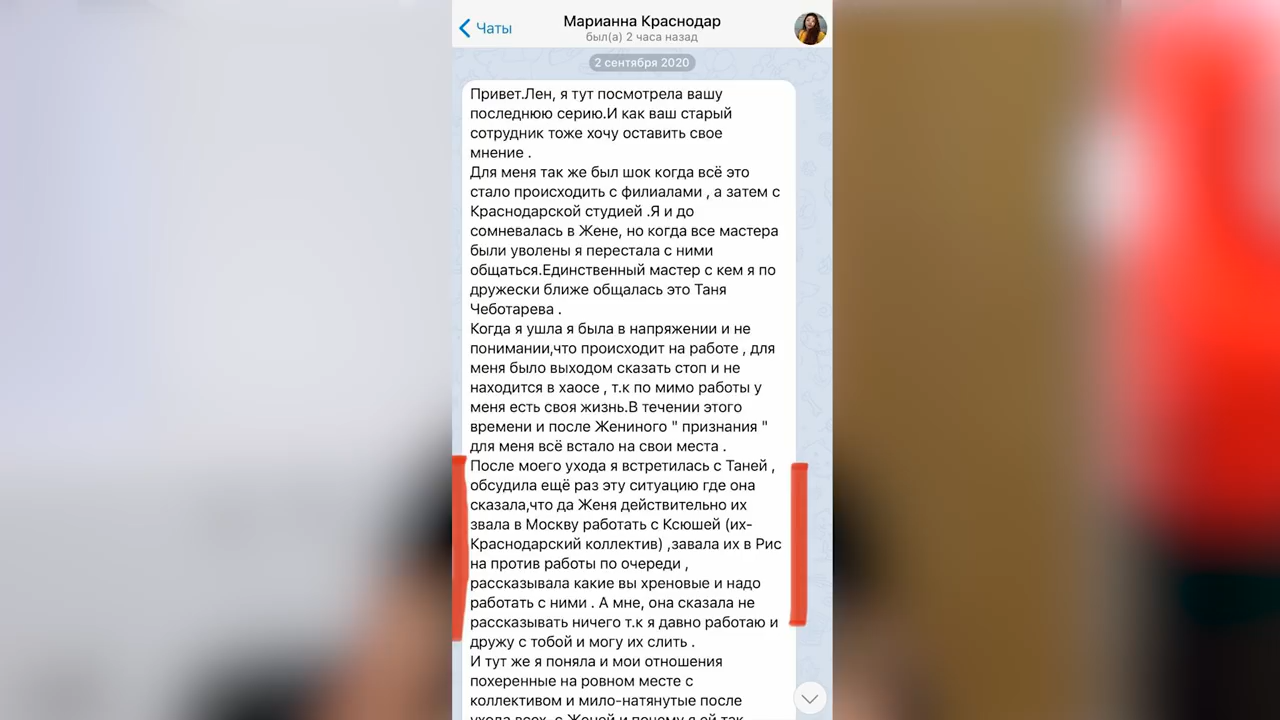 Чаты
Марианна Краснодар
был(а) 2 часа назад
2 сентября 2020
Привет.Лен, я тут посмотрела вашу
последнюю серию.И как ваш старый
сотрудник тоже хочу оставить свое
мнение .
Для меня так же был шок когда всё это
стало происходить с филиалами , а затем с
Краснодарской студией .Я и до
сомневалась в Жене, но когда все мастера
были уволены я перестала с ними
общаться.Единственный мастер с кем я по
дружески ближе общалась это Таня
Чеботарева .
Когда я ушла я была в напряжении и не
понимании,что происходит на работе , для
меня было выходом сказать стоп и не
находится в хаосе , т.к по мимо работы у
меня есть своя жизнь.В течении этого
времени и после Жениного " признания "
для меня всё встало на свои места .
После моего ухода я встретилась с Таней ,
обсудила ещё раз эту ситуацию где она
сказала,что да Женя действительно их
звала в Москву работать с Ксюшей (их-
Краснодарский коллектив) ,завала их в Рис
на против работы по очереди ,
рассказывала какие вы хреновые и надо
работать с ними . А мне, она сказала не
рассказывать ничего т.к я давно работаю и
дружу с тобой и могу их слить .
И тут же я поняла и мои отношения
похеренные на ровном месте с
коллективом и мило-натянутые после
ухода всех с Женей и почему я ей так